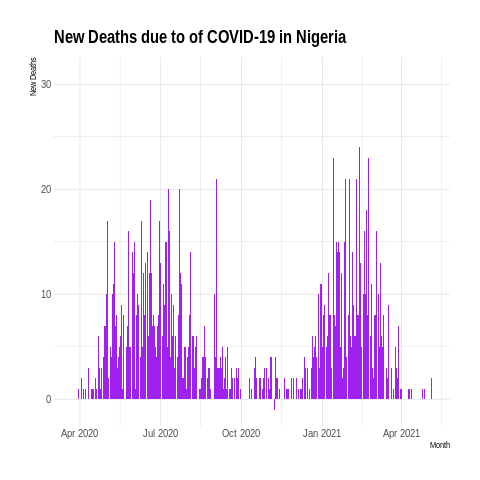 New Deaths due to of COVID-19 in Nigeria
New Deaths
30
20
10
0
Apr 2020 Jul 2020 Oct 2020 Jan 2021 Apr 2021
Month